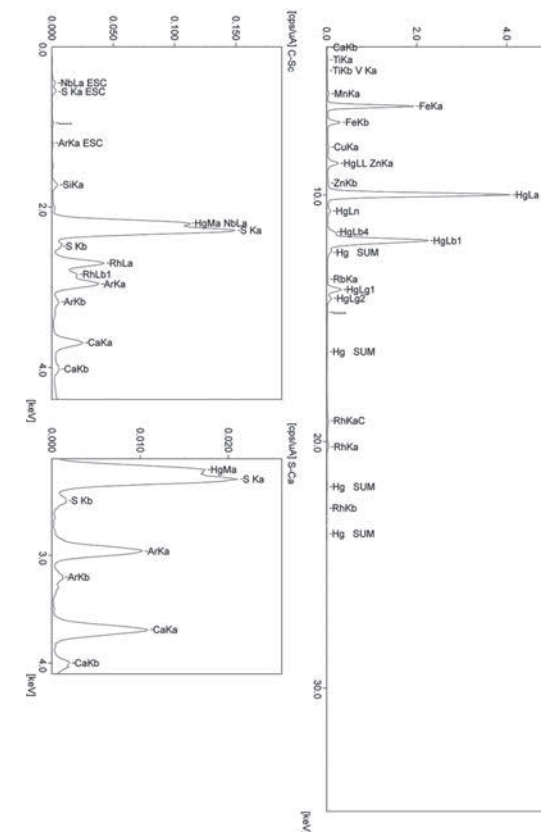 [cps/uA] C-Sc
0.000
0.050
0.100
0.150
0.0
NbLa ESC
S Ka ESC
ArKa ESC
SiKa
2.0
HgMa NbLa
S Ka
S Kb
RhLa
RhLb1
ArKa
ArKb
CaKa
4.0
CaKb
[keV]
[cps/uA] S-Ca
0.000
0.010
0.020
HgMa
S Ka
S Kb
3.0
ArKa
ArKb
CaKa
4.0
CaKb
[keV]
0.0
2.0
4.0
CaKb
TiKa
TiKb V Ka
MnKa
FeKa
FeKb
CuKa
HgLL ZnKa
ZnKb
10.0
HgLa
HgLn
HgLb4
HgLb1
Hg SUM
RbKa
HgLg1
HgLg2
Hg SUM
RhKaC
20.0
RhKa
Hg SUM
RhKb
Hg SUM
30.0
[keV